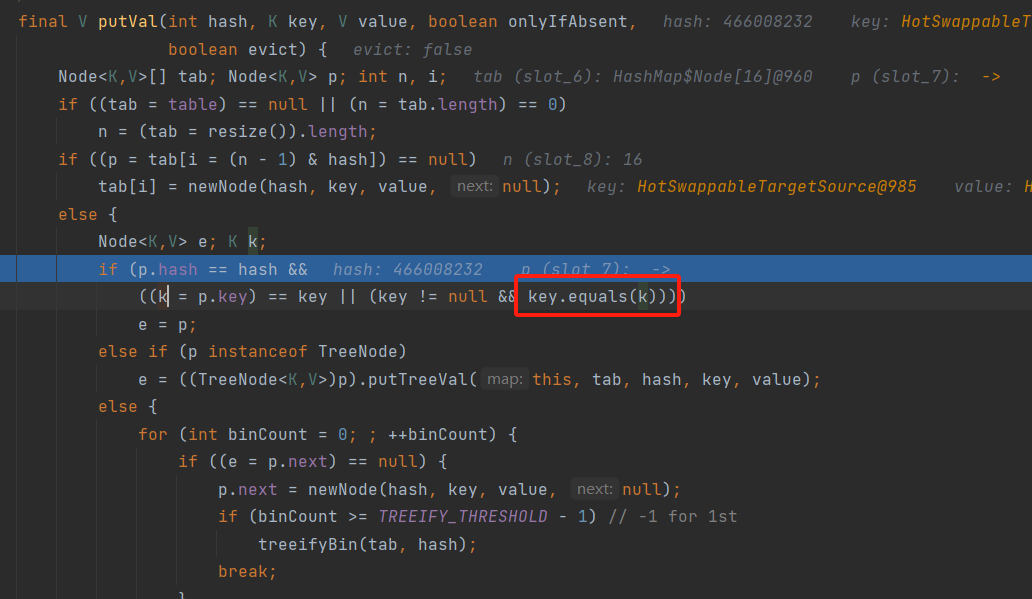 final V putVal(int hash, K key, V value, boolean onlyIfAbsent,   hash: 466008232    key: HotSwappableT
boolean evict) {   evict: false
Node<K,V>[] tab; Node<K,V> p; int n, i;   tab (slot_6): HashMap$Node[16]@960    p (slot_7):  ->
if ((tab = table) == null || (n = tab.length) == 0)
n = (tab = resize()).length;
if ((p = tab[i = (n - 1) & hash]) == null)   n (slot_8): 16
tab[i] = newNode(hash, key, value, next: null);   key: HotSwappableTargetSource@985    value: H
else {
Node<K,V> e; K k;
if (p.hash == hash &&   hash: 466008232    p (slot_7):  ->
((k = p.key) == key || (key != null && key.equals(k))))
e = p;
else if (p instanceof TreeNode)
e = ((TreeNode<K,V>)p).putTreeVal( map: this, tab, hash, key, value);
else {
for (int binCount = 0; ; ++binCount) {
if ((e = p.next) == null) {
p.next = newNode(hash, key, value, next: null);
if (binCount >= TREEIFY_THRESHOLD - 1) // -1 for 1st
treeifyBin(tab, hash);
break;
}